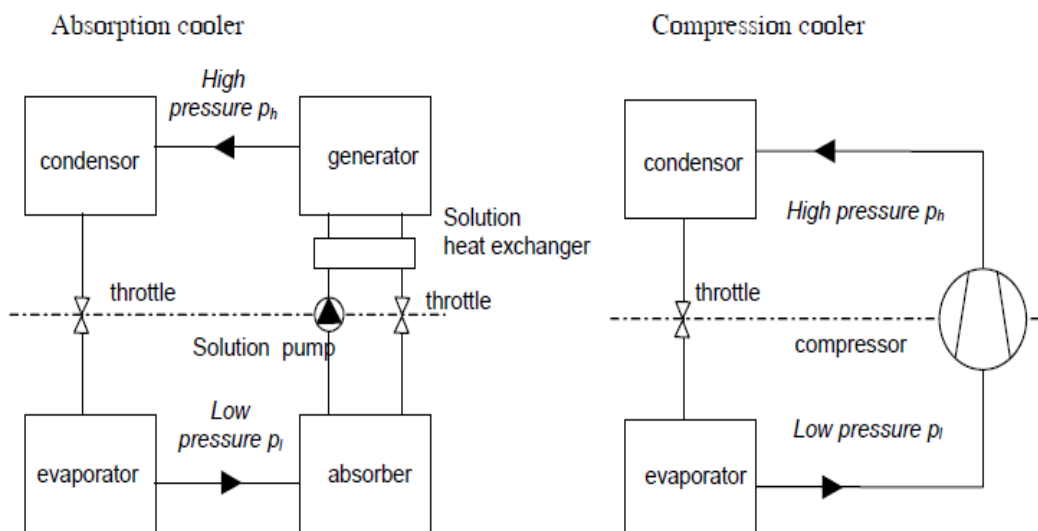 Absorption cooler
High
pressure ph
condensor
generator
Solution
heat exchanger
throttle
throttle
Solution pump
Low
pressure pl
evaporator
absorber
Compression cooler
condensor
High pressure ph
throttle
compressor
Low pressure pl
evaporator